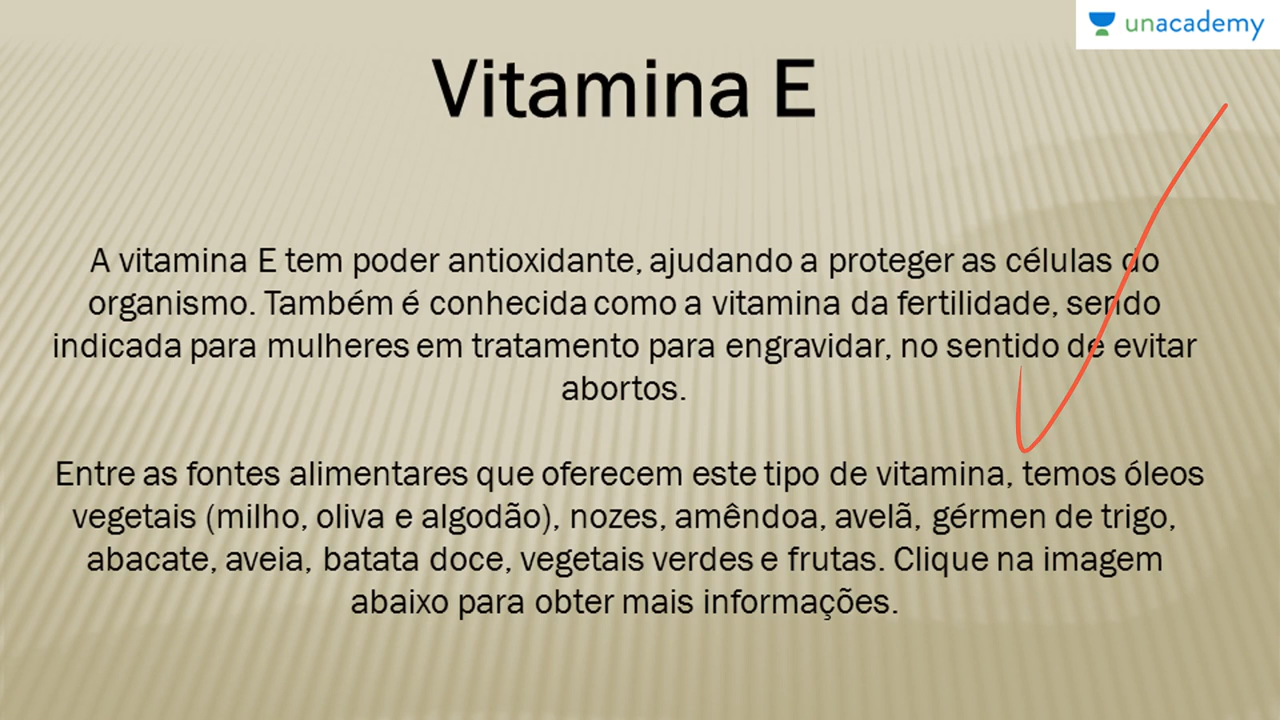 unacademy
Vitamina E
A vitamina E tem poder antioxidante, ajudando a proteger as células do
organismo. Também é conhecida como a vitamina da fertilidade, sendo
indicada para mulheres em tratamento para engravidar, no sentido de evitar
abortos.
Entre as fontes alimentares que oferecem este tipo de vitamina, temos óleos
vegetais (milho, oliva e algodão), nozes, amêndoa, avelã, gérmen de trigo,
abacate, aveia, batata doce, vegetais verdes e frutas. Clique na imagem
abaixo para obter mais informações.